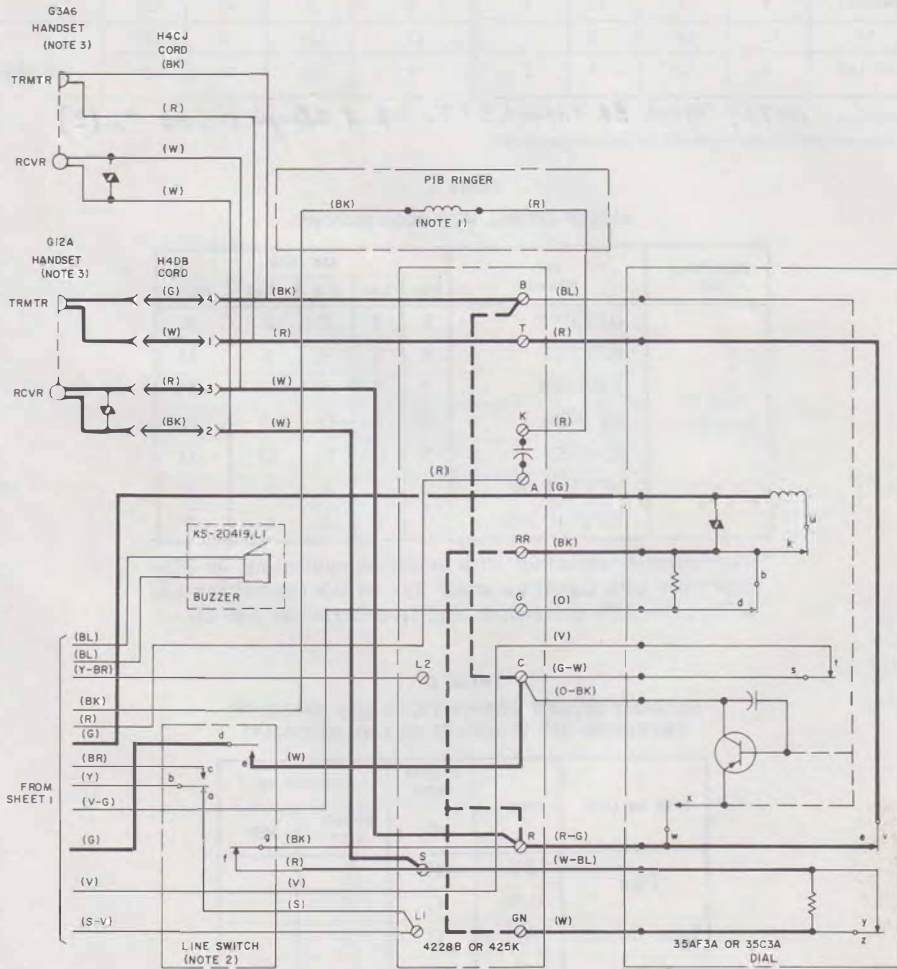 G3A6
HANDSET
(NOTE 3)
H4CJ
CORD
(BK)
TRMTR
(R)
(W)
RCVR
(W)
P1B RINGER
(BK)
(R)
(NOTE 1)
G12A
HANDSET
(NOTE 3)
H4DB
CORD
TRMTR
(G) 4 (BK)
B (BL)
(W) 1 (R)
T (R)
RCVR
(R) 3 (W)
(BK) 2 (W)
K (R)
(R)
A (G)
u
k
KS-20419,L1
BUZZER
RR (BK)
b
G (O)
d
(BL)
(BL)
(Y-BR)
L2
(V)
t
C (G-W)
s
(O-BK)
(BK)
(R)
(G)
d
(BR)
e (W)
c
(Y) b
a
FROM
SHEET 1
(V-G)
x
(G)
g (BK)
R (R-G)
w
e v
f (R)
S (W-BL)
(V)
(V)
(S)
(S-V)
L1
GN (W)
y
z
LINE SWITCH
(NOTE 2)
4228B OR 425K
35AF3A OR 35C3A
DIAL